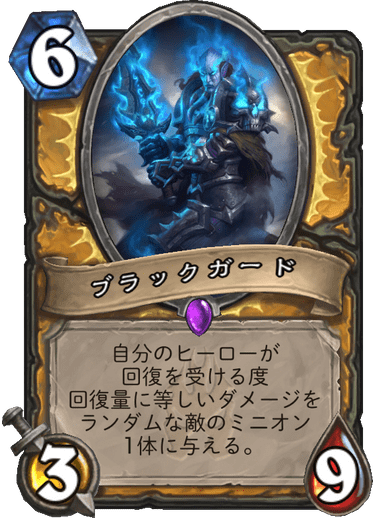 6
ブラックガード
自分のヒーローが
回復を受ける度
回復量に等しいダメージを
ランダムな敵のミニオン
1体に与える。
3
9